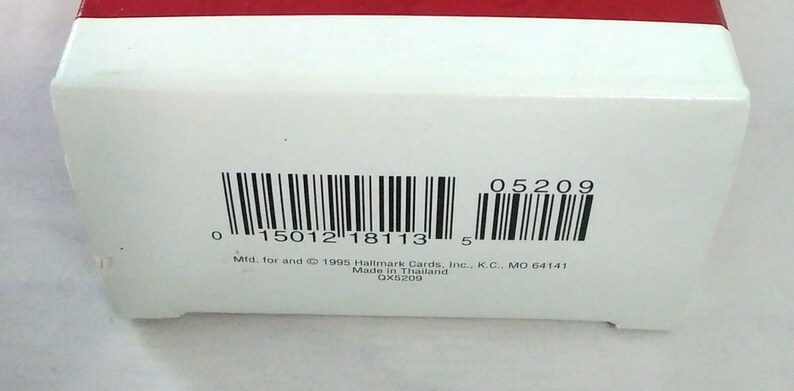 05209
0 15012 18113 5
Mfd. for and © 1995 Hallmark Cards, Inc., K.C., MO 64141
Made in Thailand
QX5209